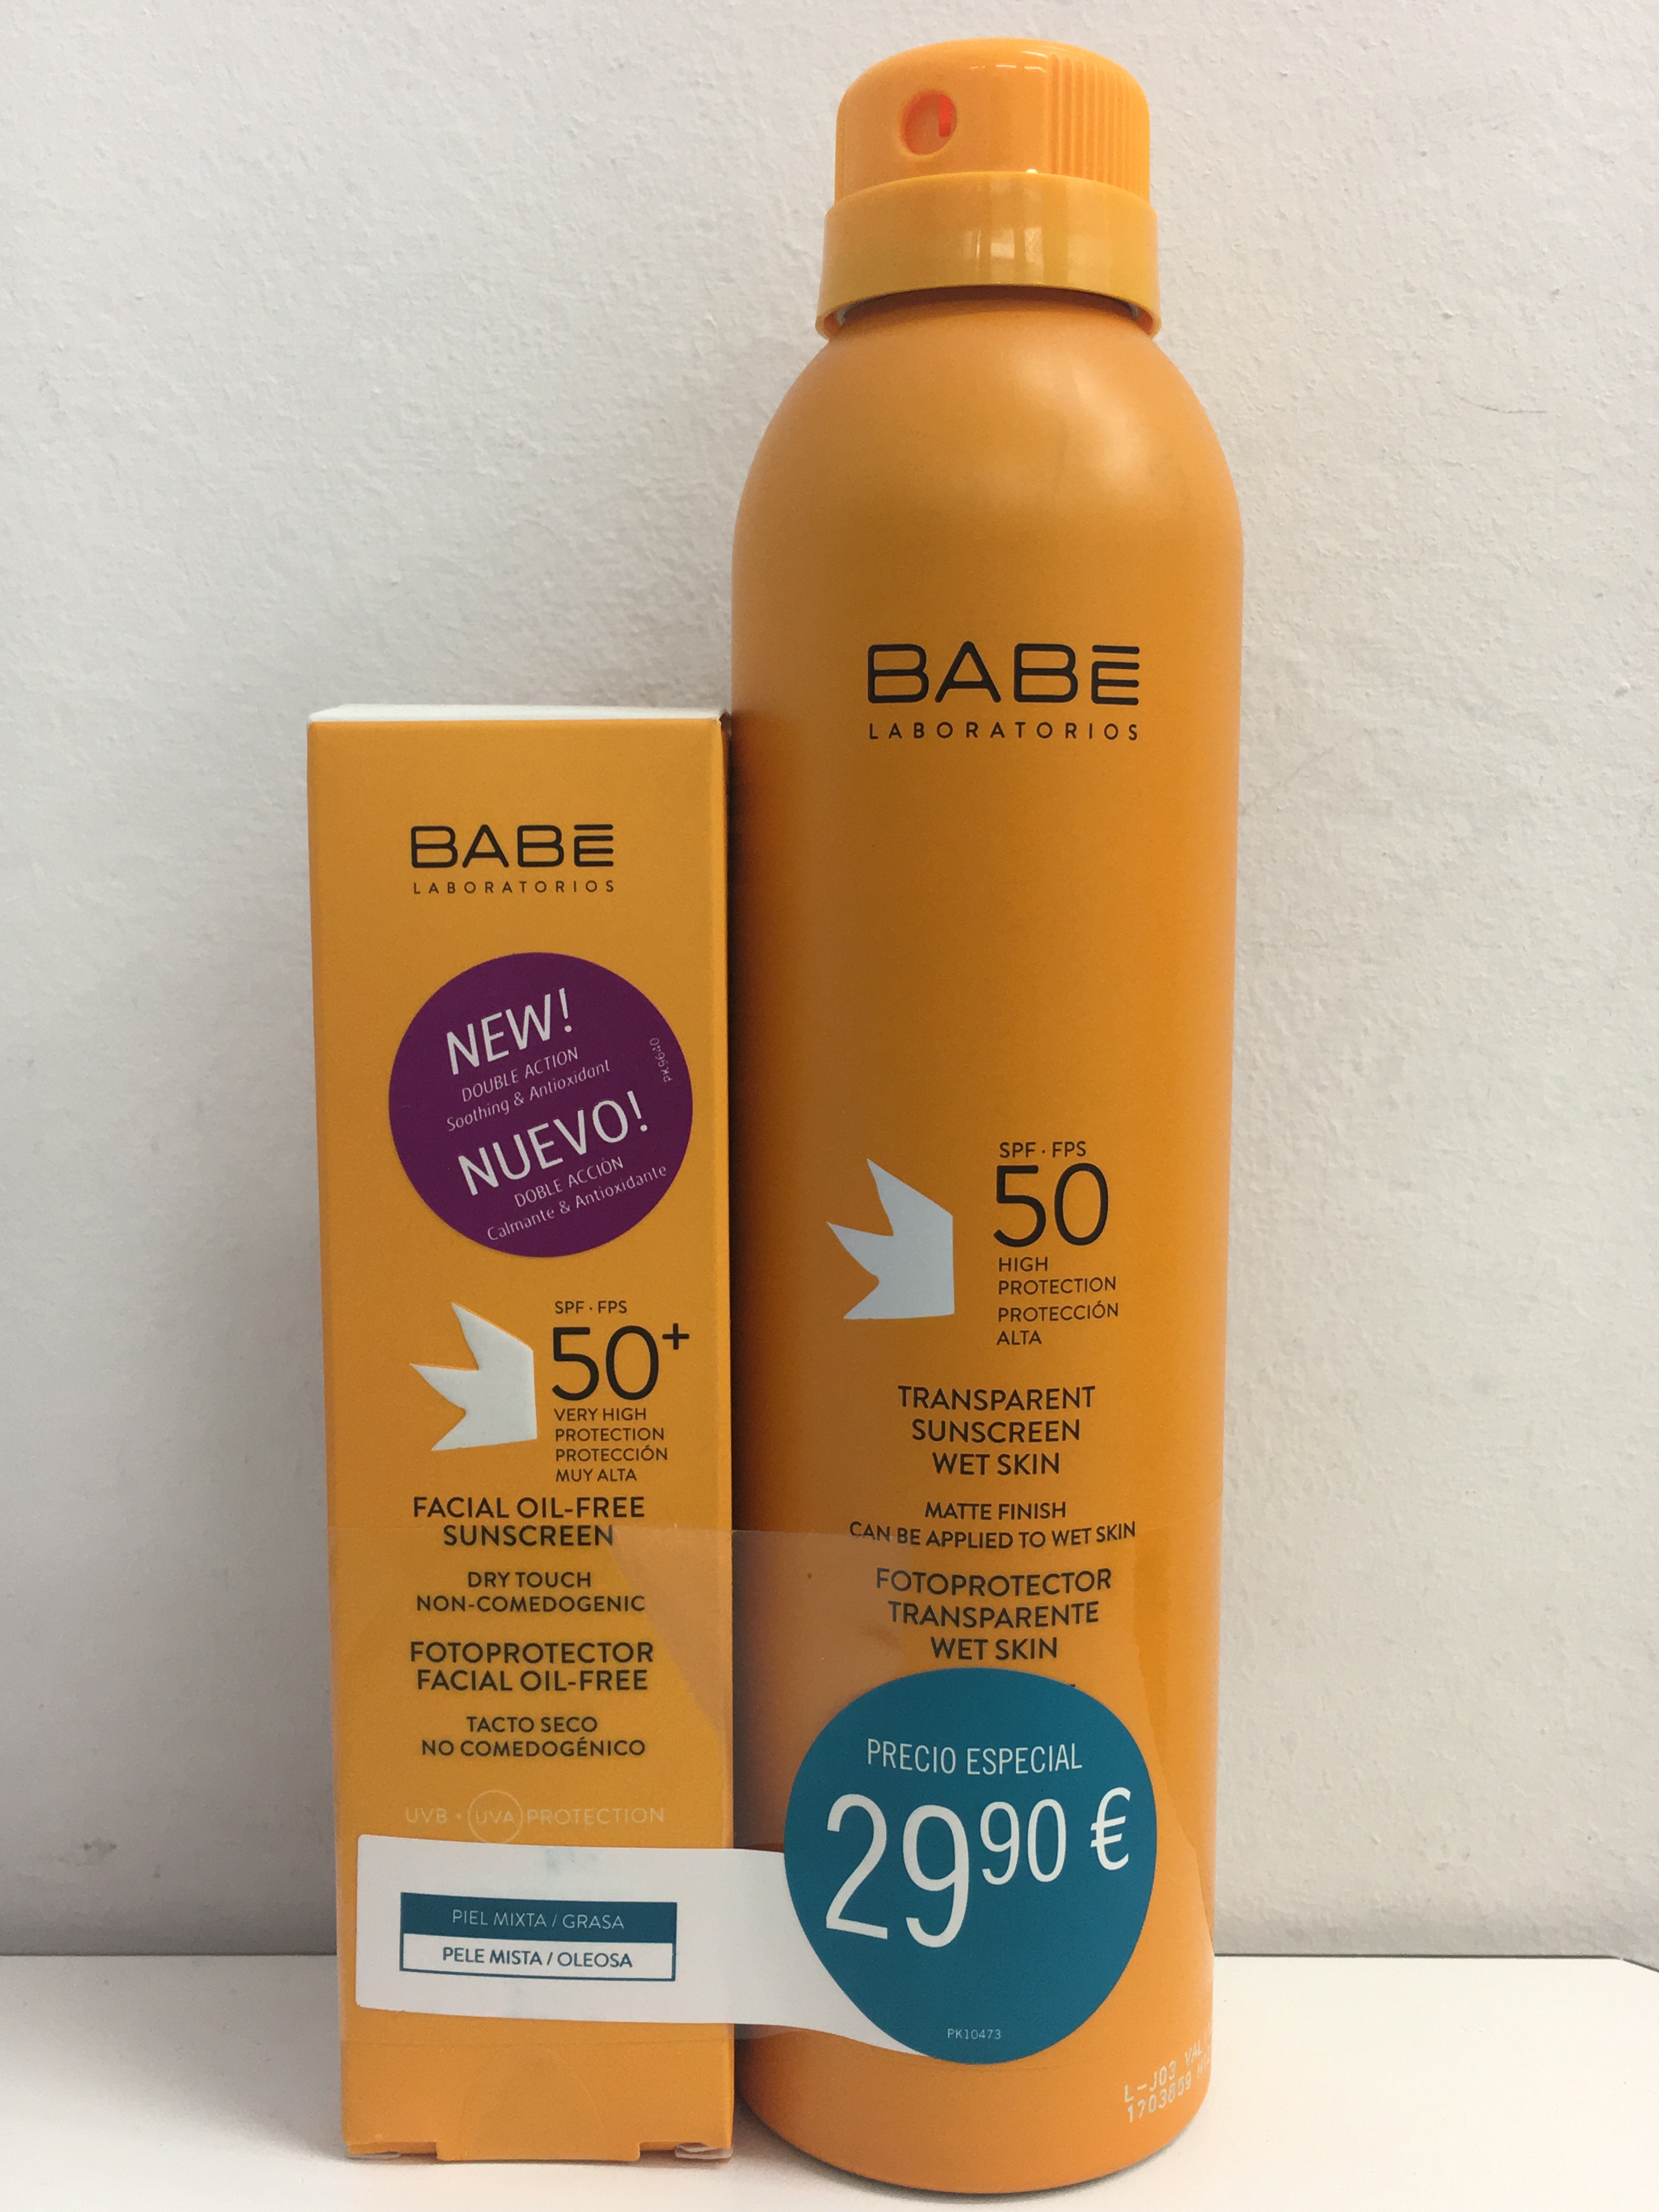 BABĒ
LABORATORIOS
NEW!
DOUBLE ACTION
Soothing & Antioxidant
NUEVO!
DOBLE ACCIÓN
Calmante & Antioxidante
PK9640
SPF · FPS
50+
VERY HIGH
PROTECTION
PROTECCIÓN
MUY ALTA
FACIAL OIL-FREE
SUNSCREEN
DRY TOUCH
NON-COMEDOGENIC
FOTOPROTECTOR
FACIAL OIL-FREE
TACTO SECO
NO COMEDOGÉNICO
UVB + UVA PROTECTION
PIEL MIXTA / GRASA
PELE MISTA / OLEOSA
BABĒ
LABORATORIOS
SPF · FPS
50
HIGH
PROTECTION
PROTECCIÓN
ALTA
TRANSPARENT
SUNSCREEN
WET SKIN
MATTE FINISH
CAN BE APPLIED TO WET SKIN
FOTOPROTECTOR
TRANSPARENTE
WET SKIN
PRECIO ESPECIAL
29,90 €
PK10473
L-J03